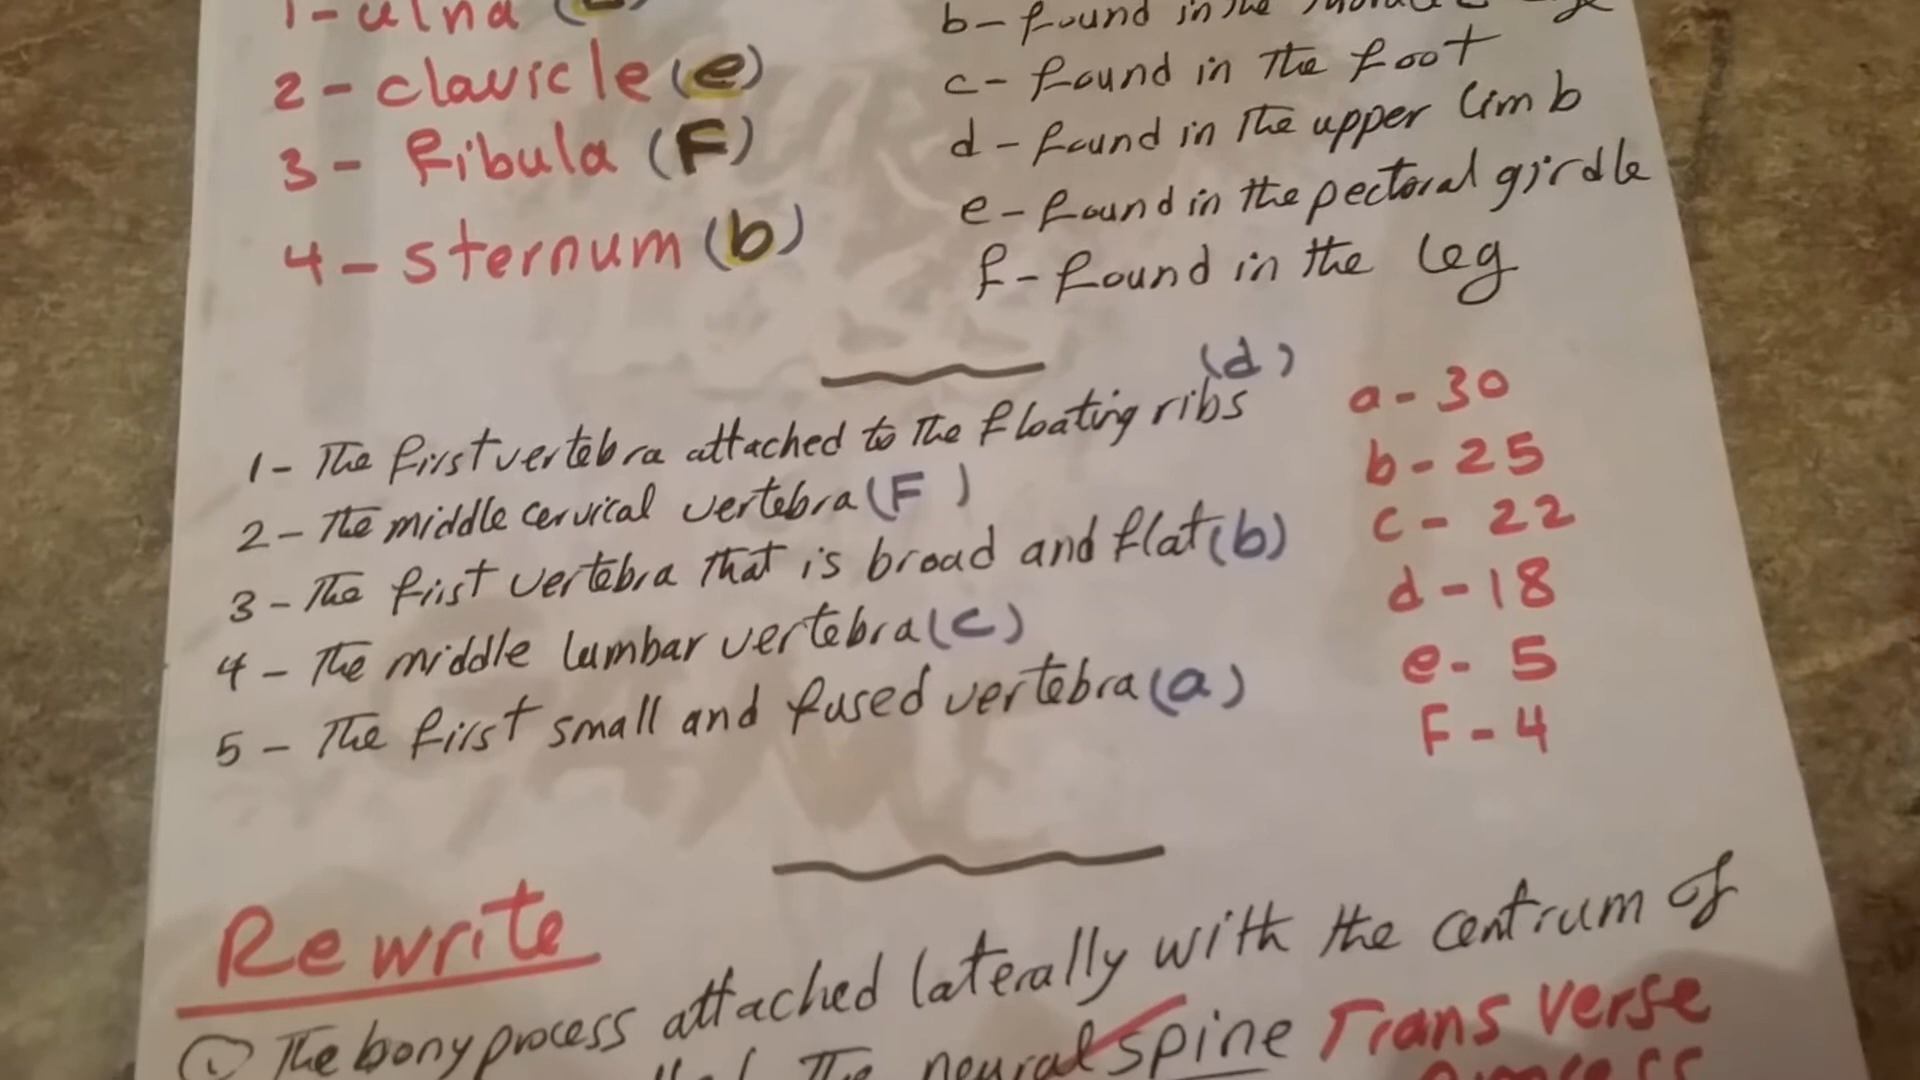 1 - ulna
2 - clavicle (e)
3 - fibula (F)
4 - sternum (b)
b - found in the
c - found in the foot
d - found in the upper limb
e - found in the pectoral girdle
f - found in the leg
1 - The first vertebra attached to the floating ribs (d)
2 - The middle cervical vertebra (F)
3 - The first vertebra that is broad and flat (b)
4 - The middle lumbar vertebra (c)
5 - The first small and fused vertebra (a)
a - 30
b - 25
c - 22
d - 18
e - 5
F - 4
Rewrite
1 The bony process attached laterally with the centrum of
The neural spine Transverse
process